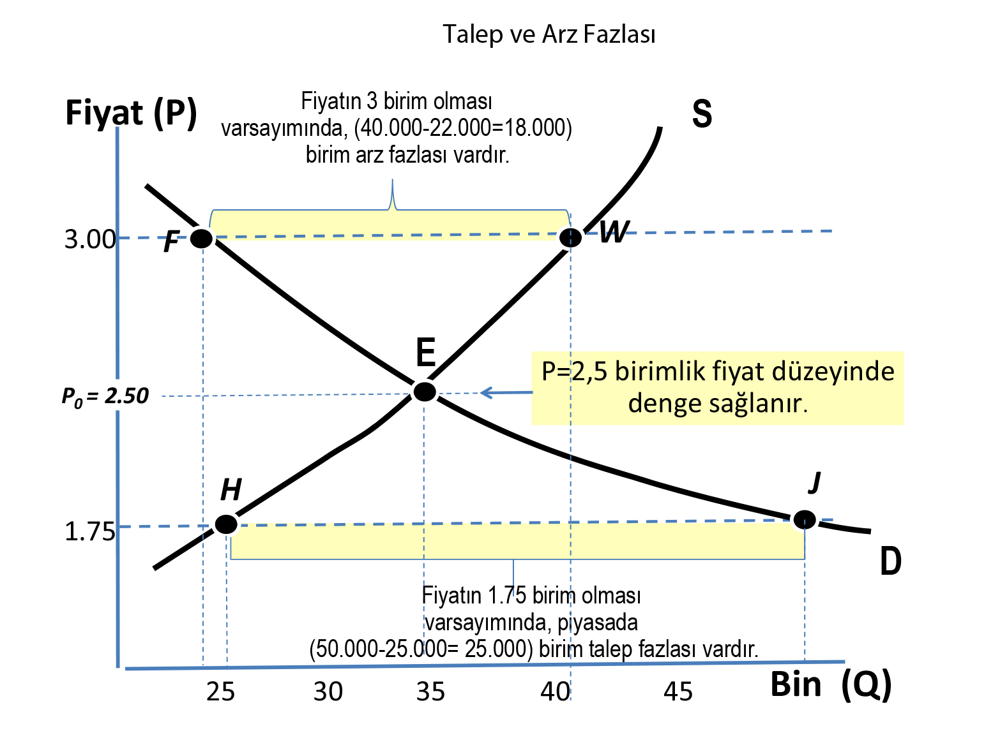 Talep ve Arz Fazlası
Fiyat (P)
Fiyatın 3 birim olması
varsayımında, (40.000-22.000=18.000)
birim arz fazlası vardır.
S
3.00
F
W
E
P=2,5 birimlik fiyat düzeyinde
denge sağlanır.
P0 = 2.50
H
J
1.75
D
Fiyatın 1.75 birim olması
varsayımında, piyasada
(50.000-25.000= 25.000) birim talep fazlası vardır.
25 30 35 40 45
Bin (Q)